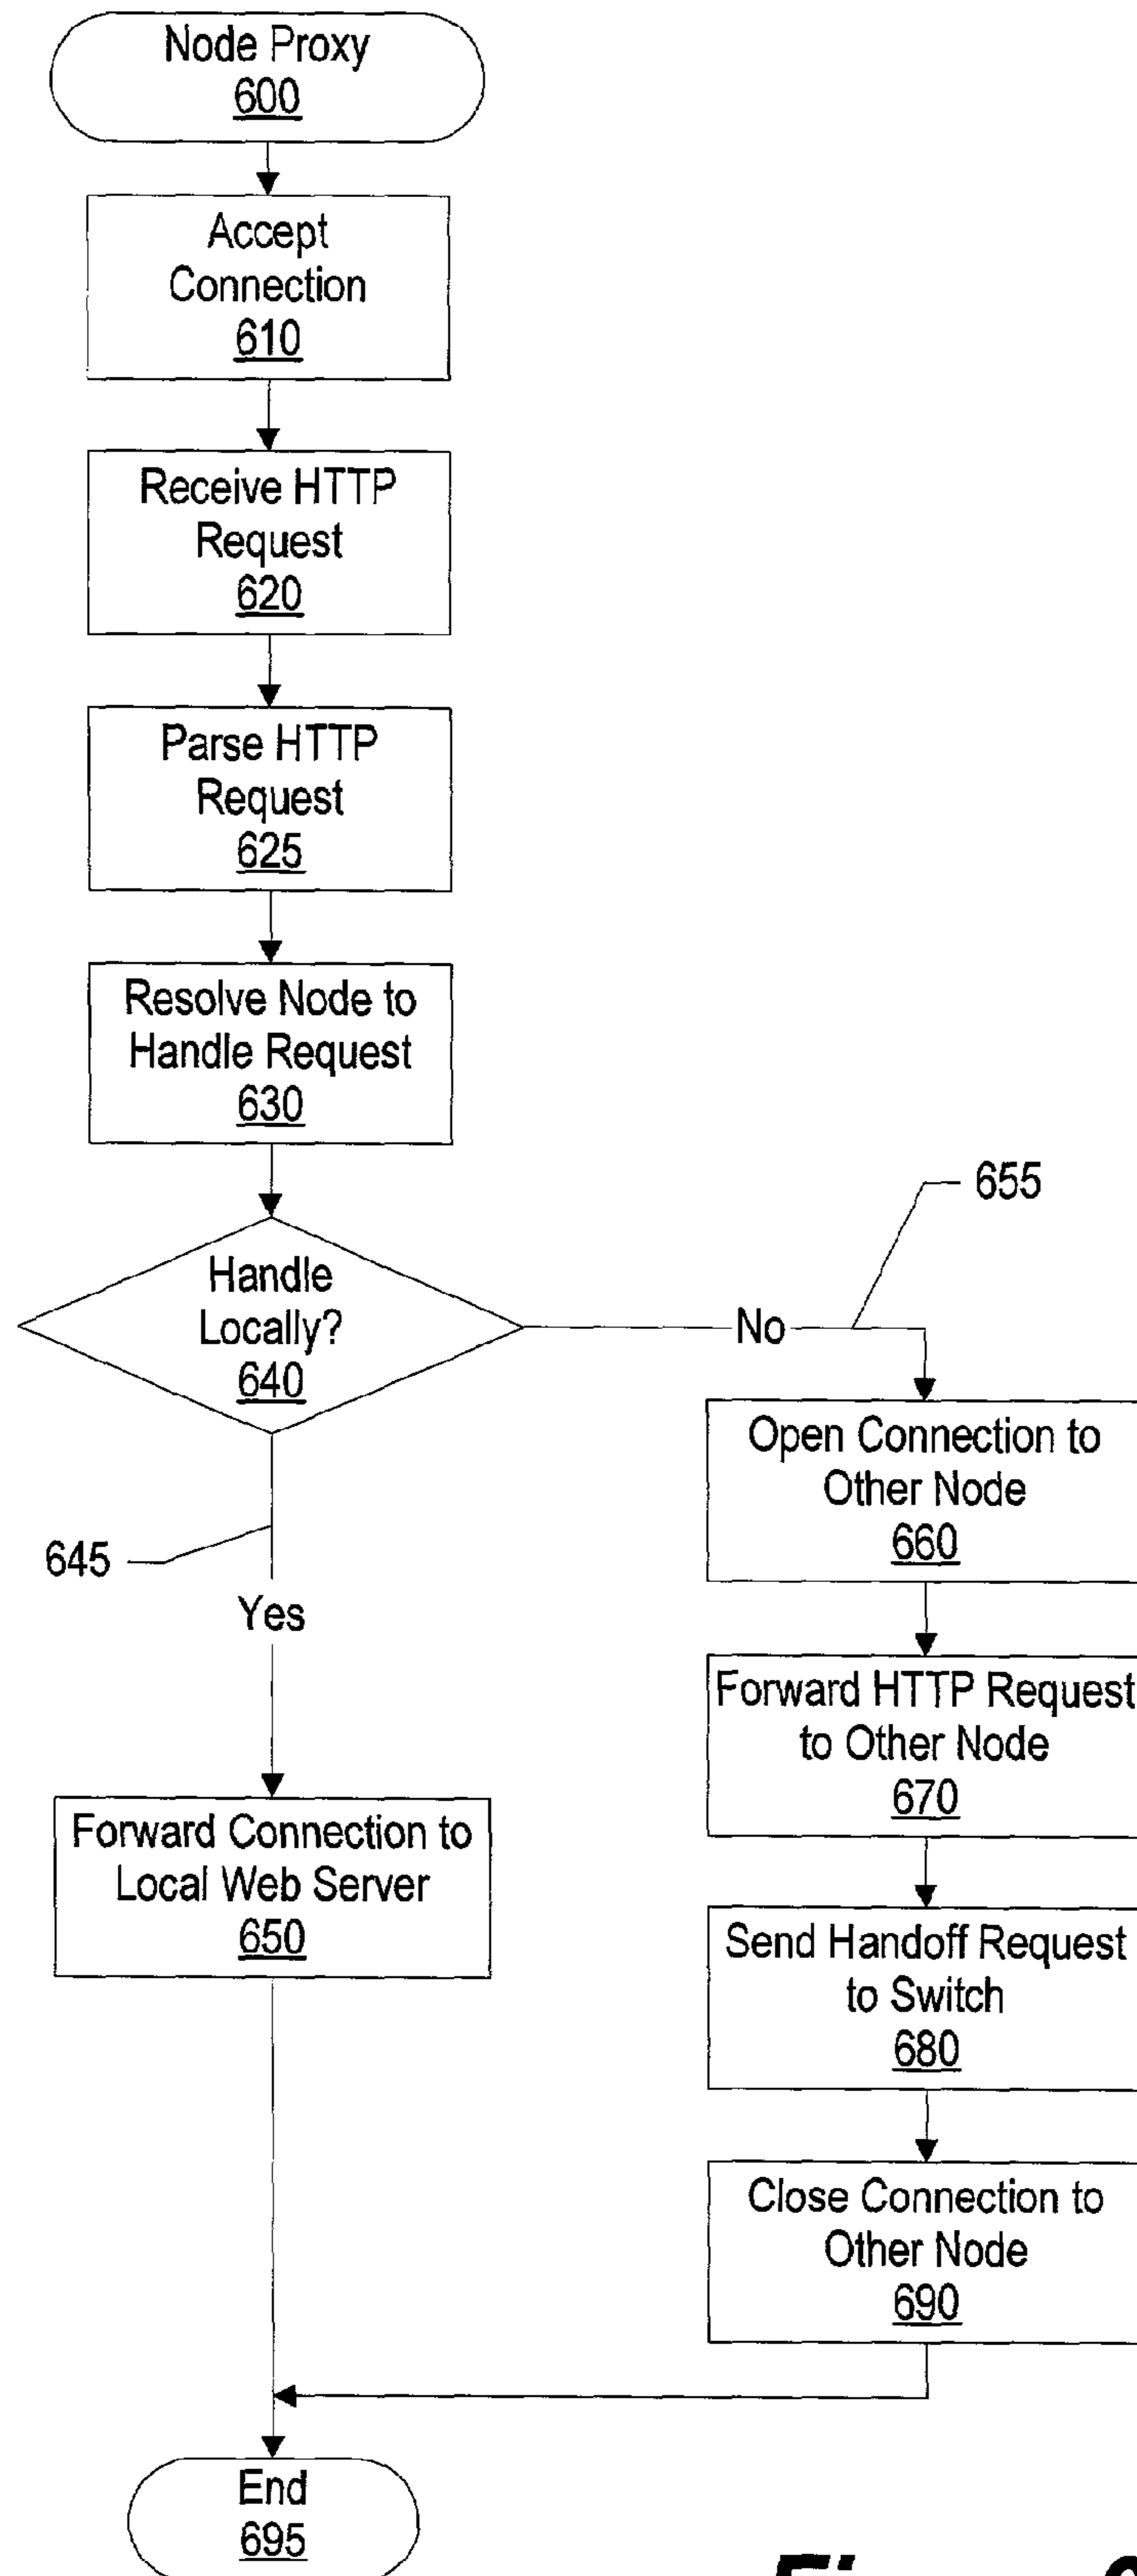 Node Proxy
600
Accept
Connection
610
Receive HTTP
Request
620
Parse HTTP
Request
625
Resolve Node to
Handle Request
630
655
Handle
Locally?
640
No
Open Connection to
Other Node
660
645
Yes
Forward HTTP Request
to Other Node
670
Forward Connection to
Local Web Server
650
Send Handoff Request
to Switch
680
Close Connection to
Other Node
690
End
695